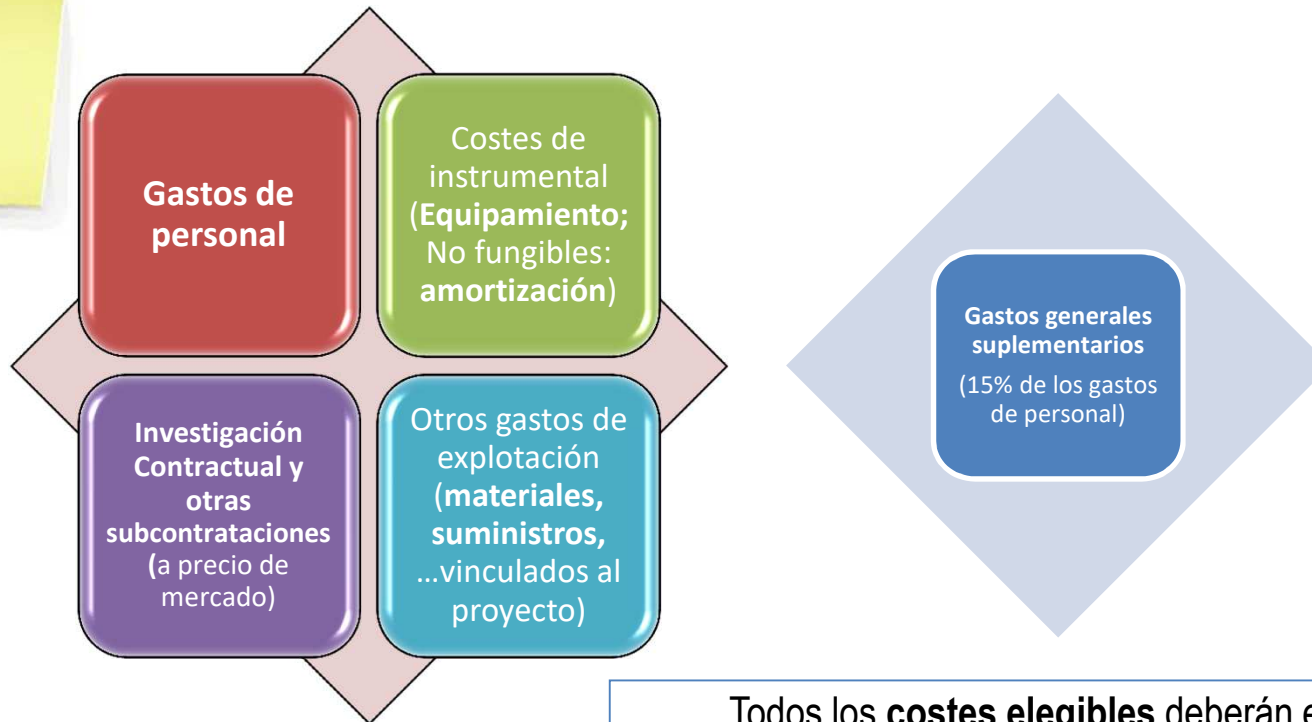 Gastos de
personal
Costes de
instrumental
(Equipamiento;
No fungibles:
amortización)
Investigación
Contractual y
otras
subcontrataciones
(a precio de
mercado)
Otros gastos de
explotación
(materiales,
suministros,
...vinculados al
proyecto)
Gastos generales
suplementarios
(15% de los gastos
de personal)
Todos los costes elegibles deberán